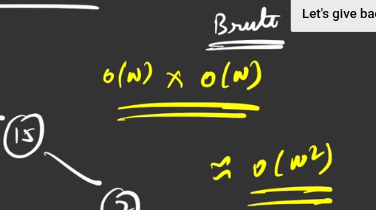 Brute
Let's give bac
O(N) × O(N)
15
≈ O(N²)